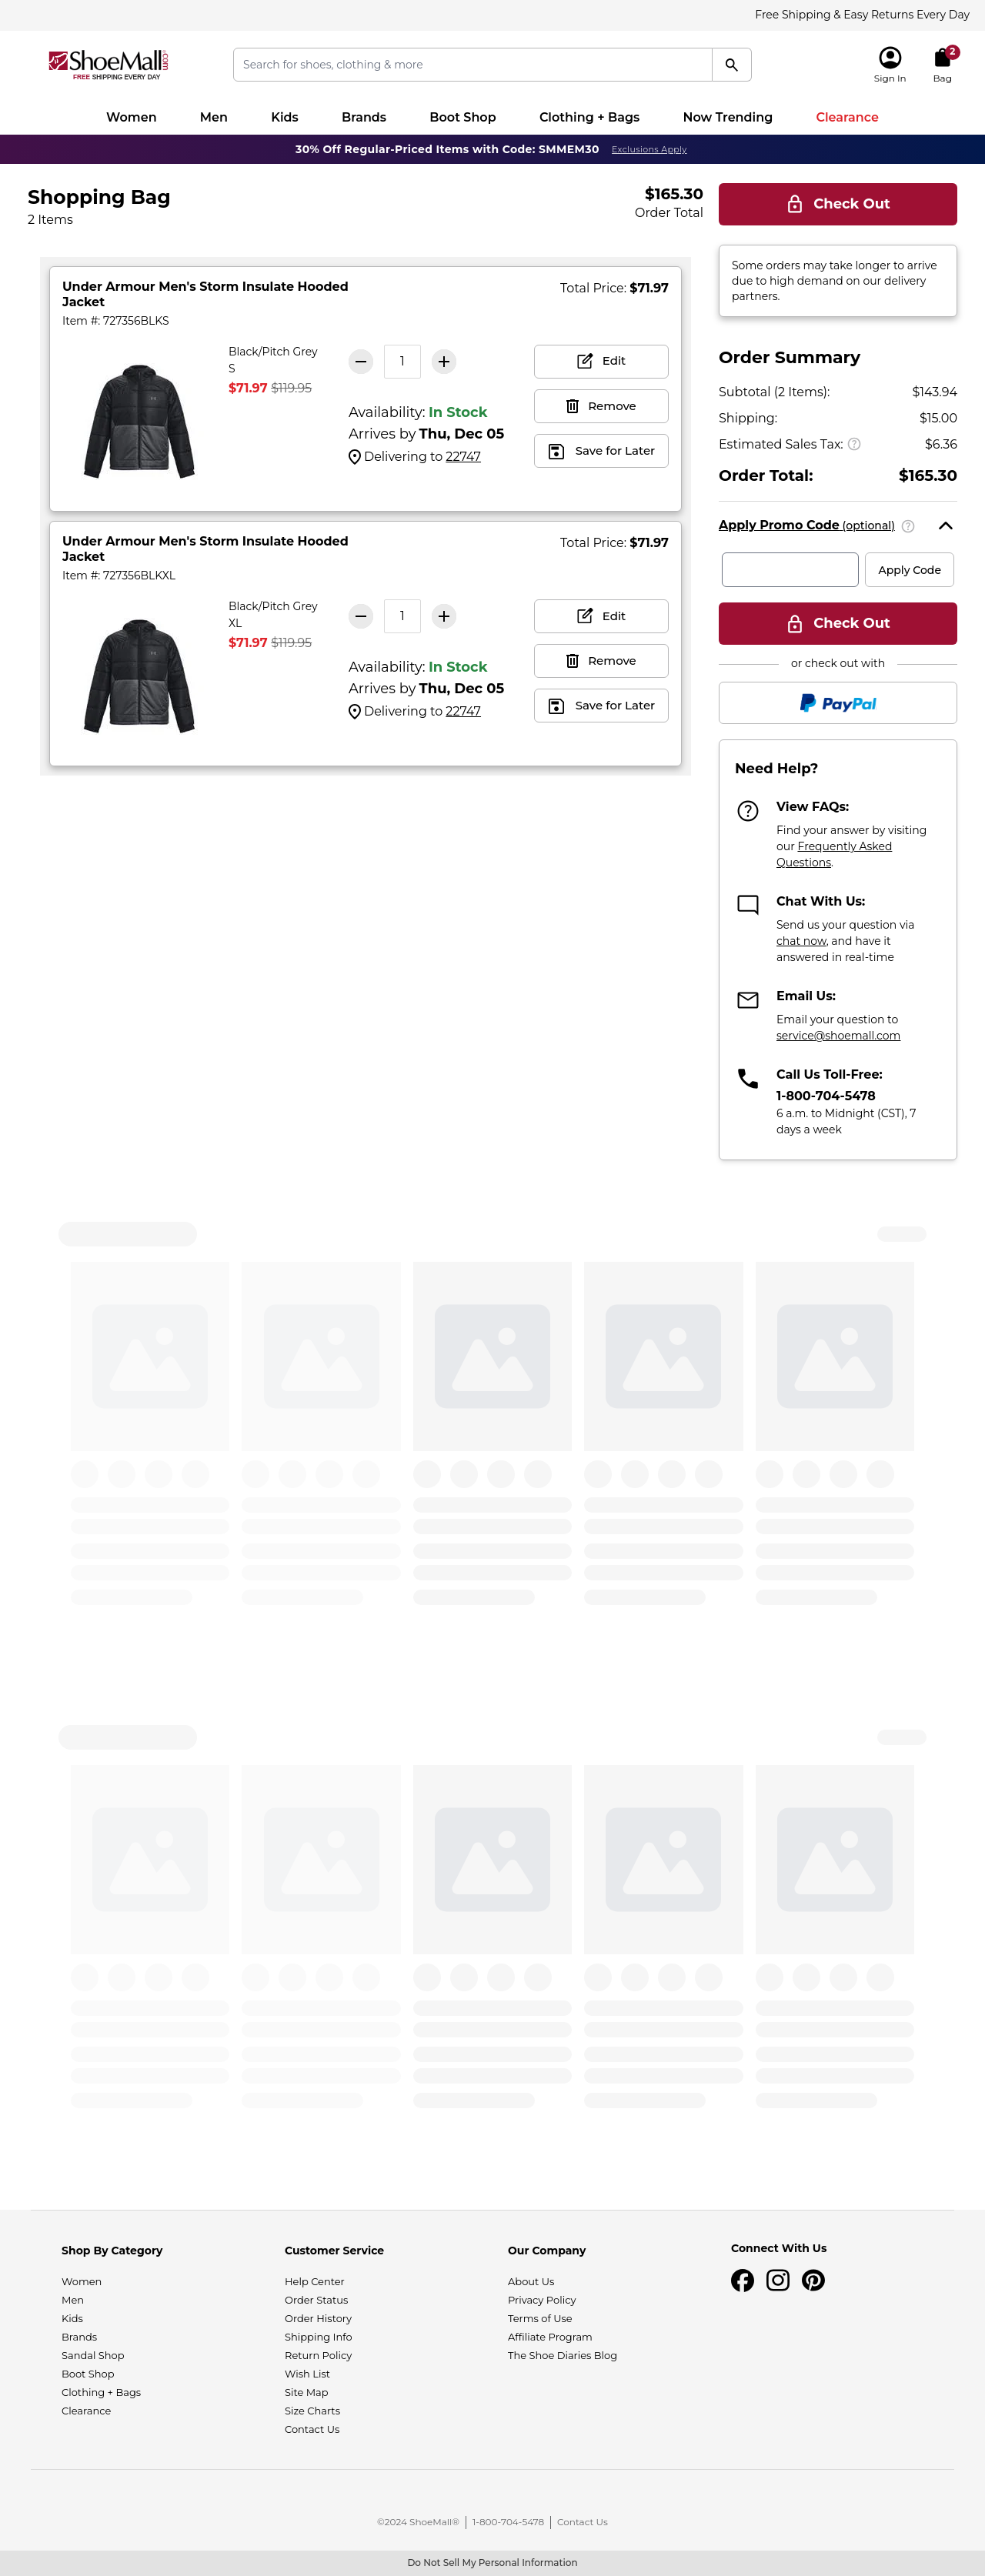 Free Shipping & Easy Returns Every Day
ShoeMall.com
FREE SHIPPING EVERY DAY
Search for shoes, clothing & more
2
Sign In
Bag
Women
Men
Kids
Brands
Boot Shop
Clothing + Bags
Now Trending
Clearance
30% Off Regular-Priced Items with Code: SMMEM30
Exclusions Apply
Shopping Bag
2 Items
$165.30
Order Total
Under Armour Men's Storm Insulate Hooded
Jacket
Item #: 727356BLKS
Total Price: $71.97
Black/Pitch Grey
S
$71.97 $119.95
1
Availability: In Stock
Arrives by Thu, Dec 05
Delivering to 22747
Edit
Remove
Save for Later
Under Armour Men's Storm Insulate Hooded
Jacket
Item #: 727356BLKXL
Total Price: $71.97
Black/Pitch Grey
XL
$71.97 $119.95
1
Availability: In Stock
Arrives by Thu, Dec 05
Delivering to 22747
Edit
Remove
Save for Later
Check Out
Some orders may take longer to arrive
due to high demand on our delivery
partners.
Order Summary
Subtotal (2 Items): $143.94
Shipping: $15.00
Estimated Sales Tax: ? $6.36
Order Total: $165.30
Apply Promo Code (optional) ?
Apply Code
Check Out
or check out with
PayPal
Need Help?
View FAQs:
Find your answer by visiting
our Frequently Asked
Questions.
Chat With Us:
Send us your question via
chat now, and have it
answered in real-time
Email Us:
Email your question to
service@shoemall.com
Call Us Toll-Free:
1-800-704-5478
6 a.m. to Midnight (CST), 7
days a week
Shop By Category
Women
Men
Kids
Brands
Sandal Shop
Boot Shop
Clothing + Bags
Clearance
Customer Service
Help Center
Order Status
Order History
Shipping Info
Return Policy
Wish List
Site Map
Size Charts
Contact Us
Our Company
About Us
Privacy Policy
Terms of Use
Affiliate Program
The Shoe Diaries Blog
Connect With Us
©2024 ShoeMall® | 1-800-704-5478 | Contact Us
Do Not Sell My Personal Information